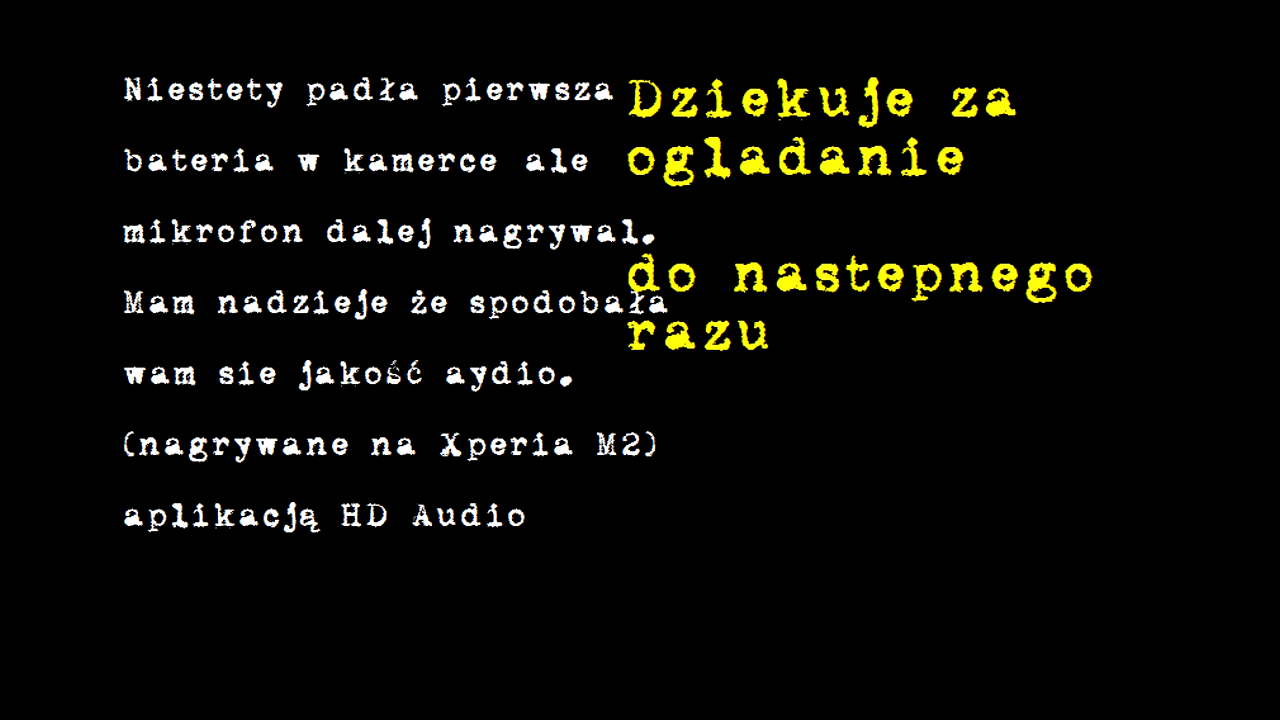 Niestety padła pierwsza
bateria w kamerce ale
mikrofon dalej nagrywal.
Mam nadzieje że spodobała
wam sie jakość aydio.
(nagrywane na Xperia M2)
aplikacją HD Audio
Dziekuje za
ogladanie
do nastepnego
razu